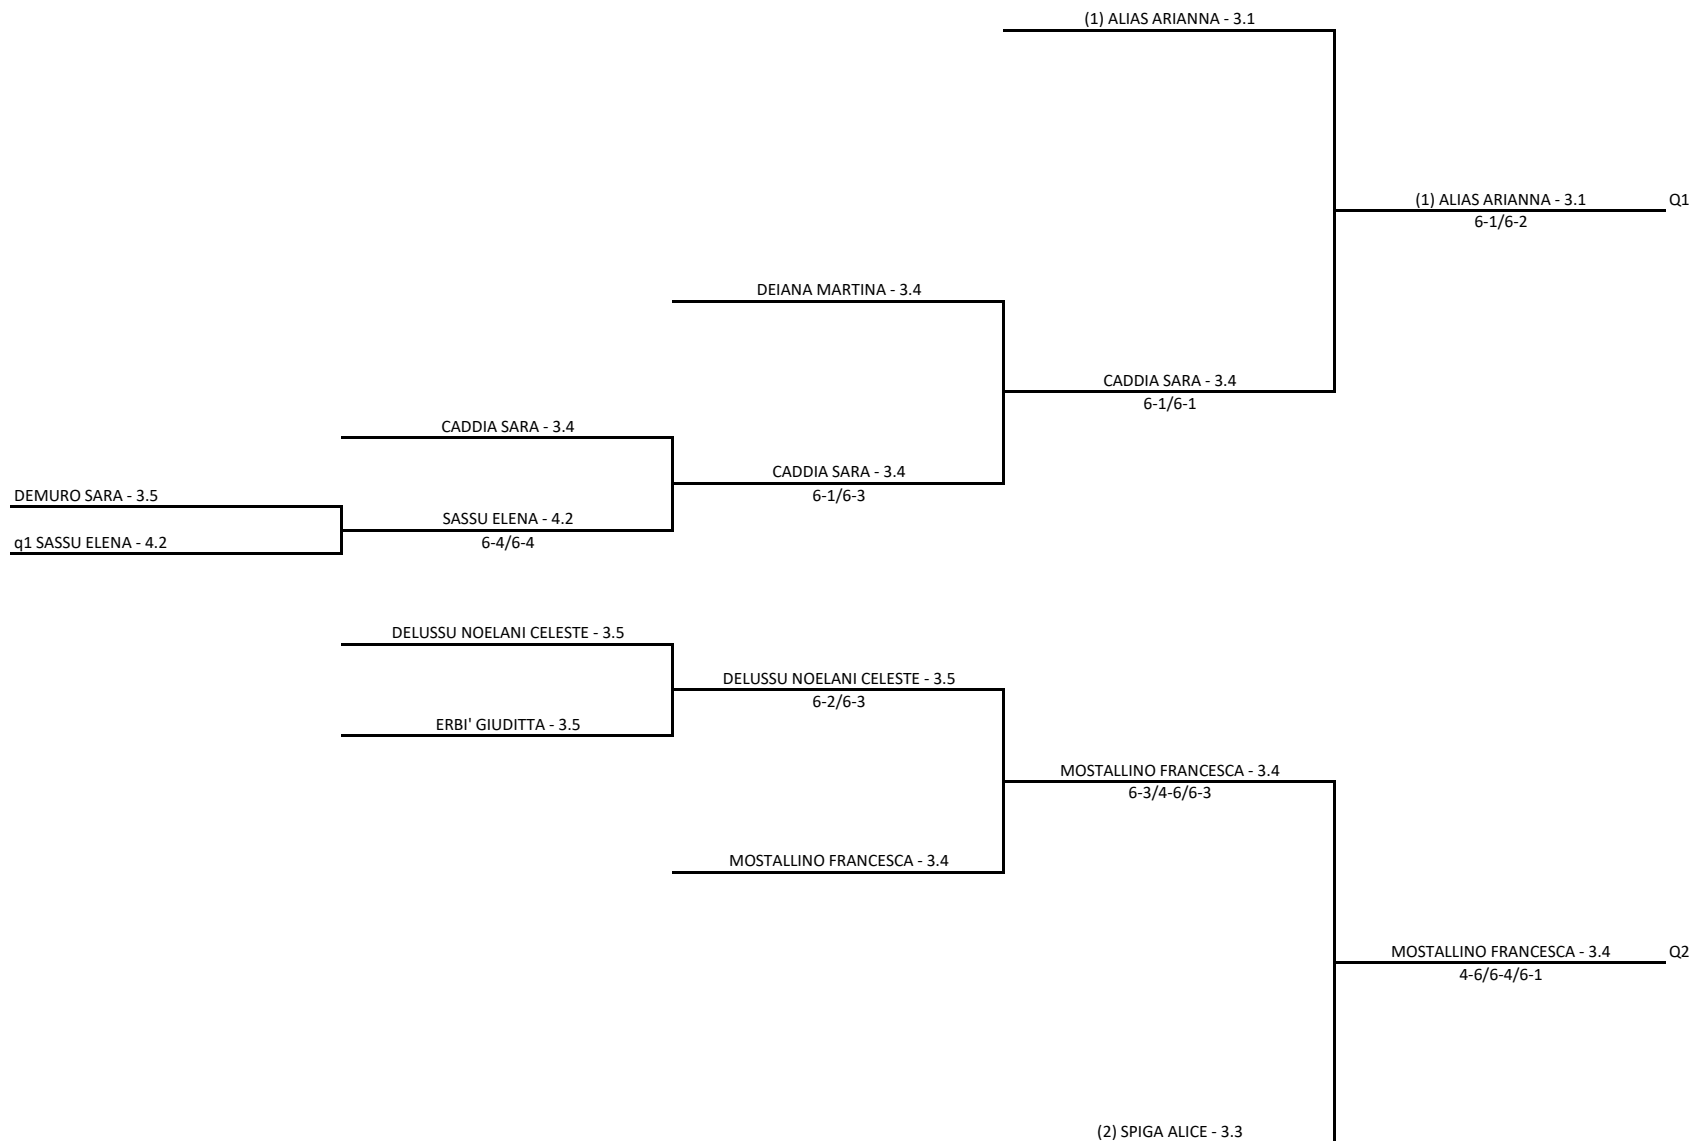 (1) ALIAS ARIANNA - 3.1
(1) ALIAS ARIANNA - 3.1
Q1
6-1/6-2
DEIANA MARTINA - 3.4
CADDIA SARA - 3.4
6-1/6-1
CADDIA SARA - 3.4
CADDIA SARA - 3.4
6-1/6-3
DEMURO SARA - 3.5
SASSU ELENA - 4.2
6-4/6-4
q1 SASSU ELENA - 4.2
DELUSSU NOELANI CELESTE - 3.5
DELUSSU NOELANI CELESTE - 3.5
6-2/6-3
ERBI' GIUDITTA - 3.5
MOSTALLINO FRANCESCA - 3.4
6-3/4-6/6-3
MOSTALLINO FRANCESCA - 3.4
MOSTALLINO FRANCESCA - 3.4
Q2
4-6/6-4/6-1
(2) SPIGA ALICE - 3.3